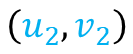 (u₂, v₂)